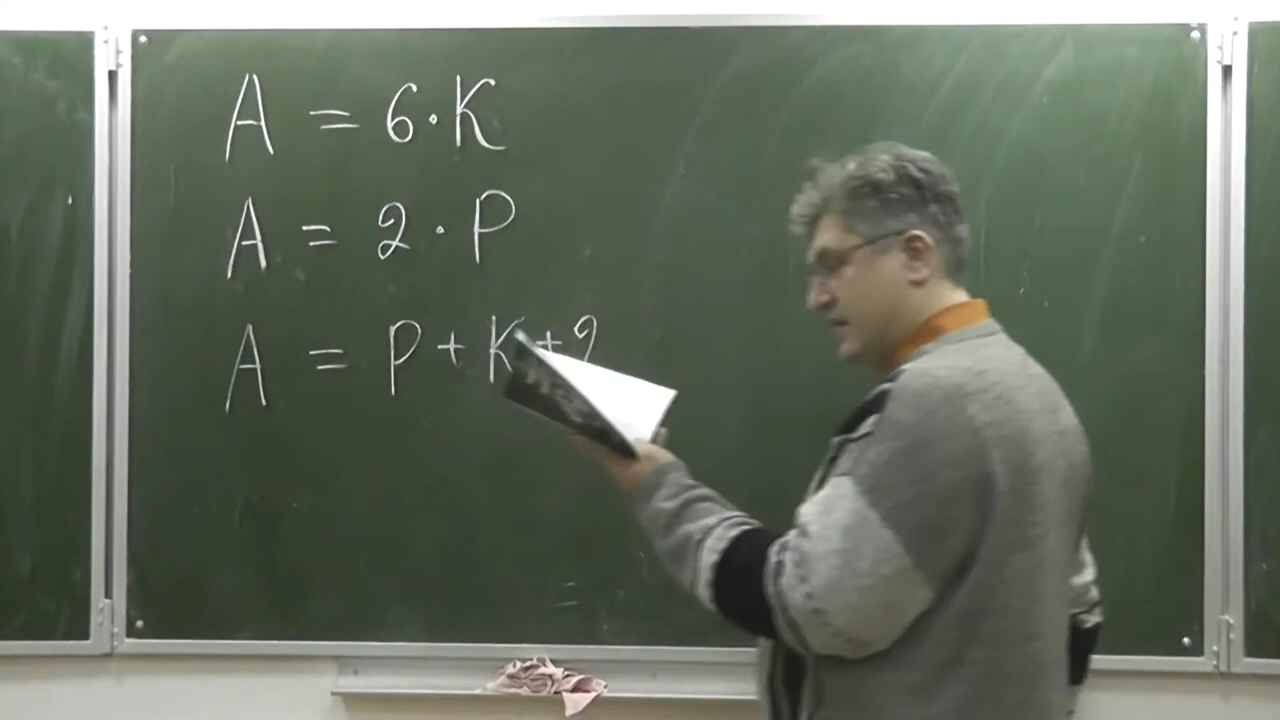 A = 6·K
A = 2·P
A = P + K + 2